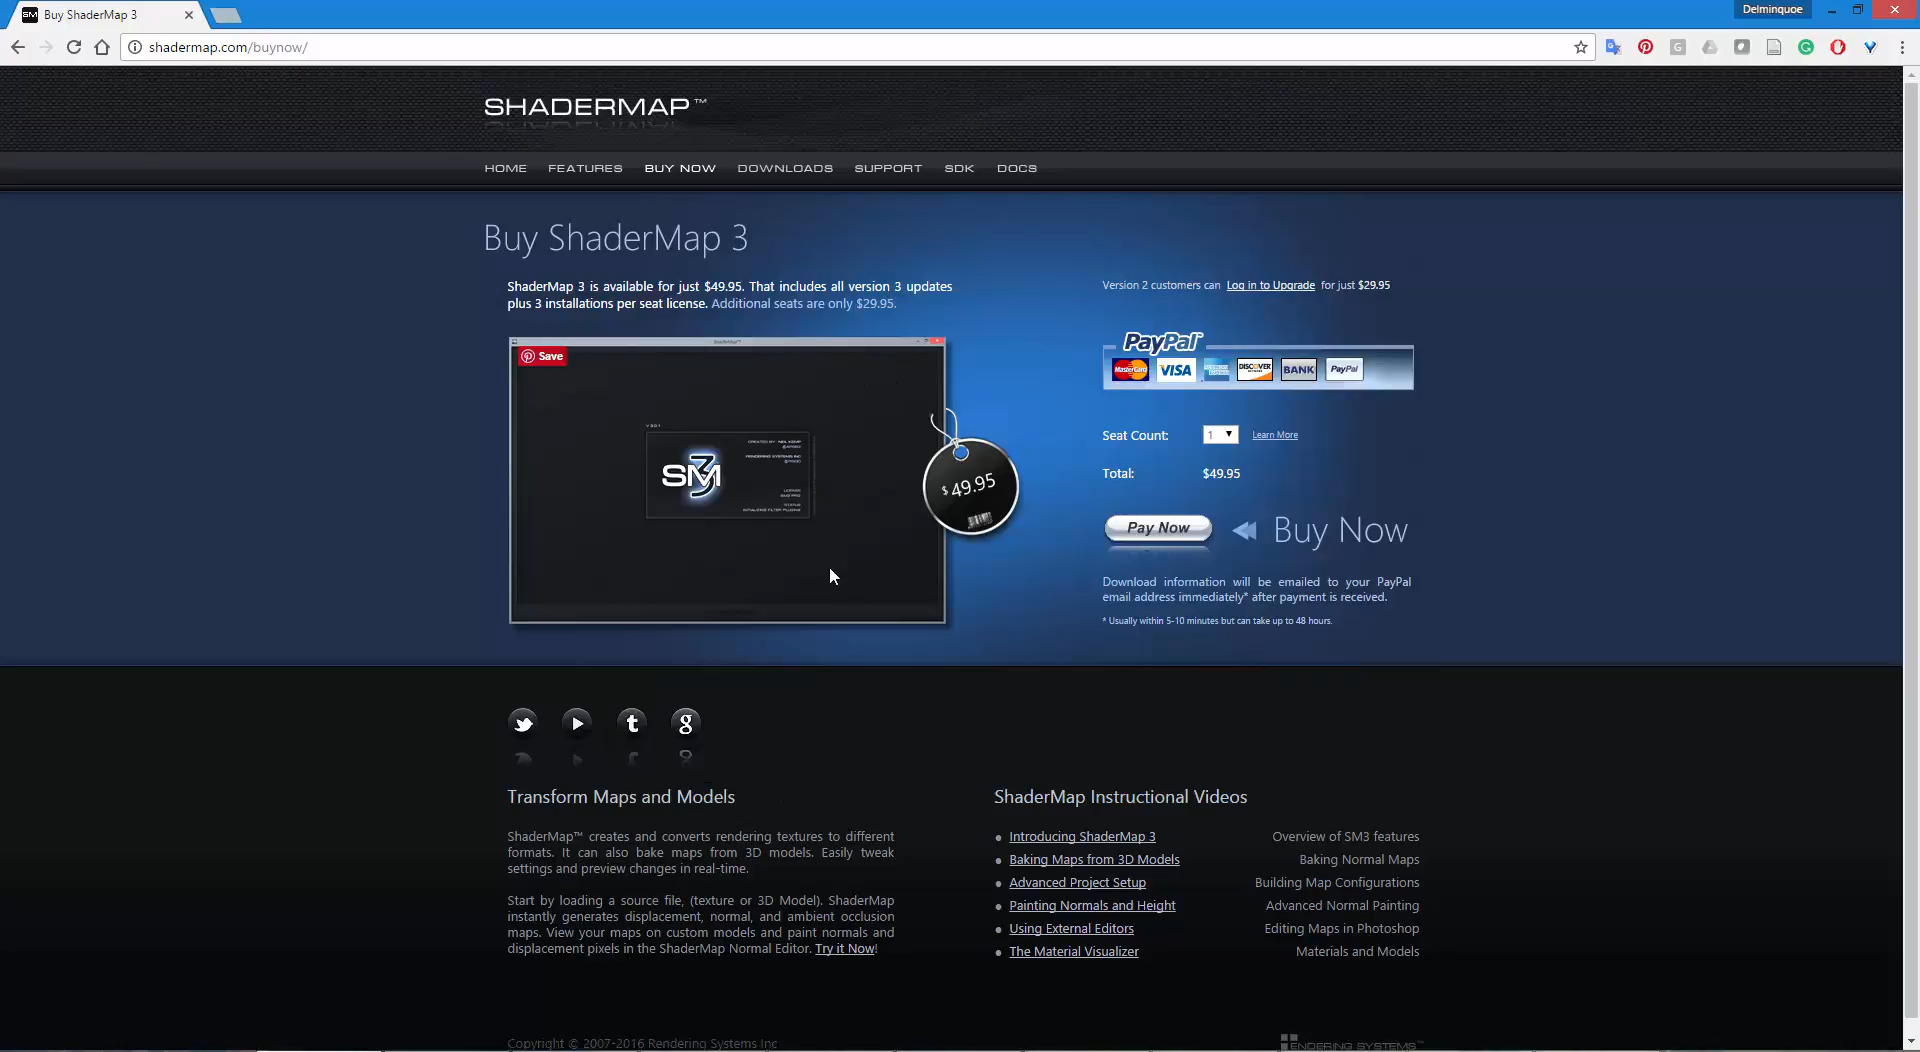 Buy ShaderMap 3
Delminquoe
shadermap.com/buynow/
SHADERMAP™
HOME FEATURES BUY NOW DOWNLOADS SUPPORT SDK DOCS
Buy ShaderMap 3
ShaderMap 3 is available for just $49.95. That includes all version 3 updates
plus 3 installations per seat license. Additional seats are only $29.95.
Version 2 customers can Log in to Upgrade for just $29.95
Save
SM3
$49.95
PayPal
MasterCard VISA DISCOVER BANK PayPal
Seat Count: 1 Learn More
Total: $49.95
Pay Now Buy Now
Download information will be emailed to your PayPal
email address immediately* after payment is received.
* Usually within 5-10 minutes but can take up to 48 hours.
Transform Maps and Models
ShaderMap™ creates and converts rendering textures to different
formats. It can also bake maps from 3D models. Easily tweak
settings and preview changes in real-time.
Start by loading a source file, (texture or 3D Model). ShaderMap
instantly generates displacement, normal, and ambient occlusion
maps. View your maps on custom models and paint normals and
displacement pixels in the ShaderMap Normal Editor. Try it Now!
ShaderMap Instructional Videos
Introducing ShaderMap 3 Overview of SM3 features
Baking Maps from 3D Models Baking Normal Maps
Advanced Project Setup Building Map Configurations
Painting Normals and Height Advanced Normal Painting
Using External Editors Editing Maps in Photoshop
The Material Visualizer Materials and Models
Copyright © 2007-2016 Rendering Systems Inc
RENDERING SYSTEMS™